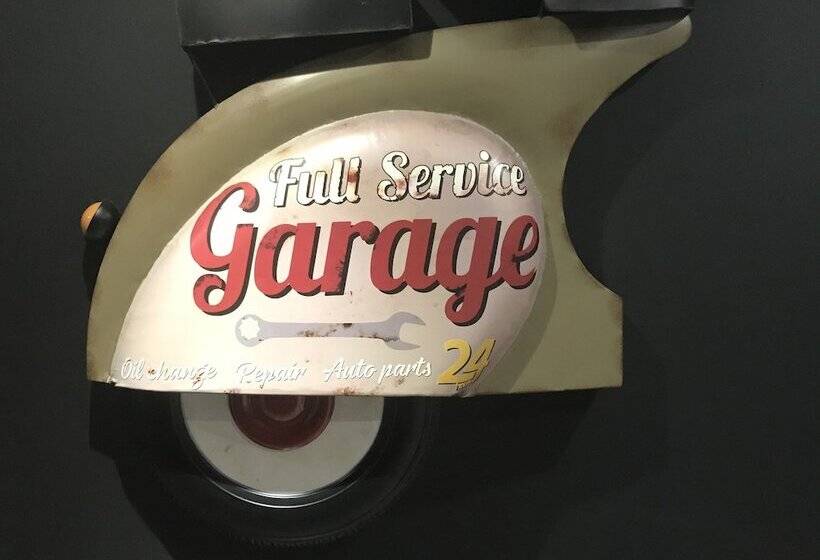 Full Service
Garage
Oil change Repair Auto parts 24